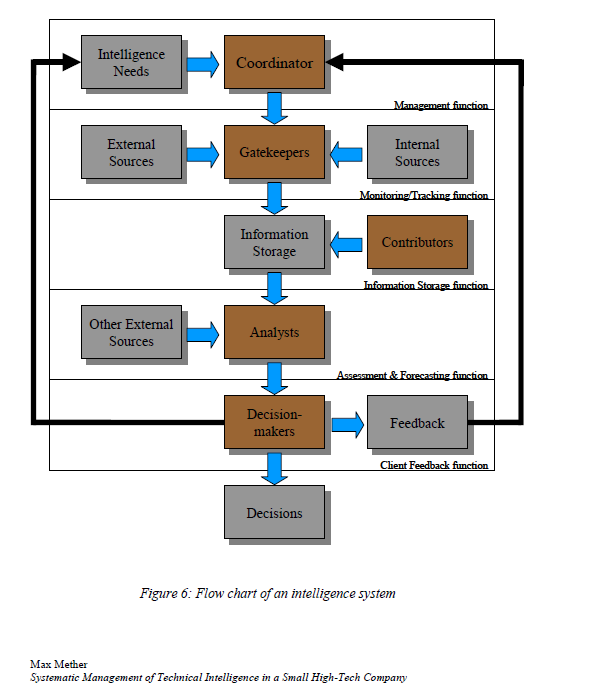 Intelligence
Needs
Coordinator
Management function
External
Sources
Gatekeepers
Internal
Sources
Monitoring/Tracking function
Information
Storage
Contributors
Information Storage function
Other External
Sources
Analysts
Assessment & Forecasting function
Decision-
makers
Feedback
Client Feedback function
Decisions
Figure 6: Flow chart of an intelligence system
Max Mether
Systematic Management of Technical Intelligence in a Small High-Tech Company